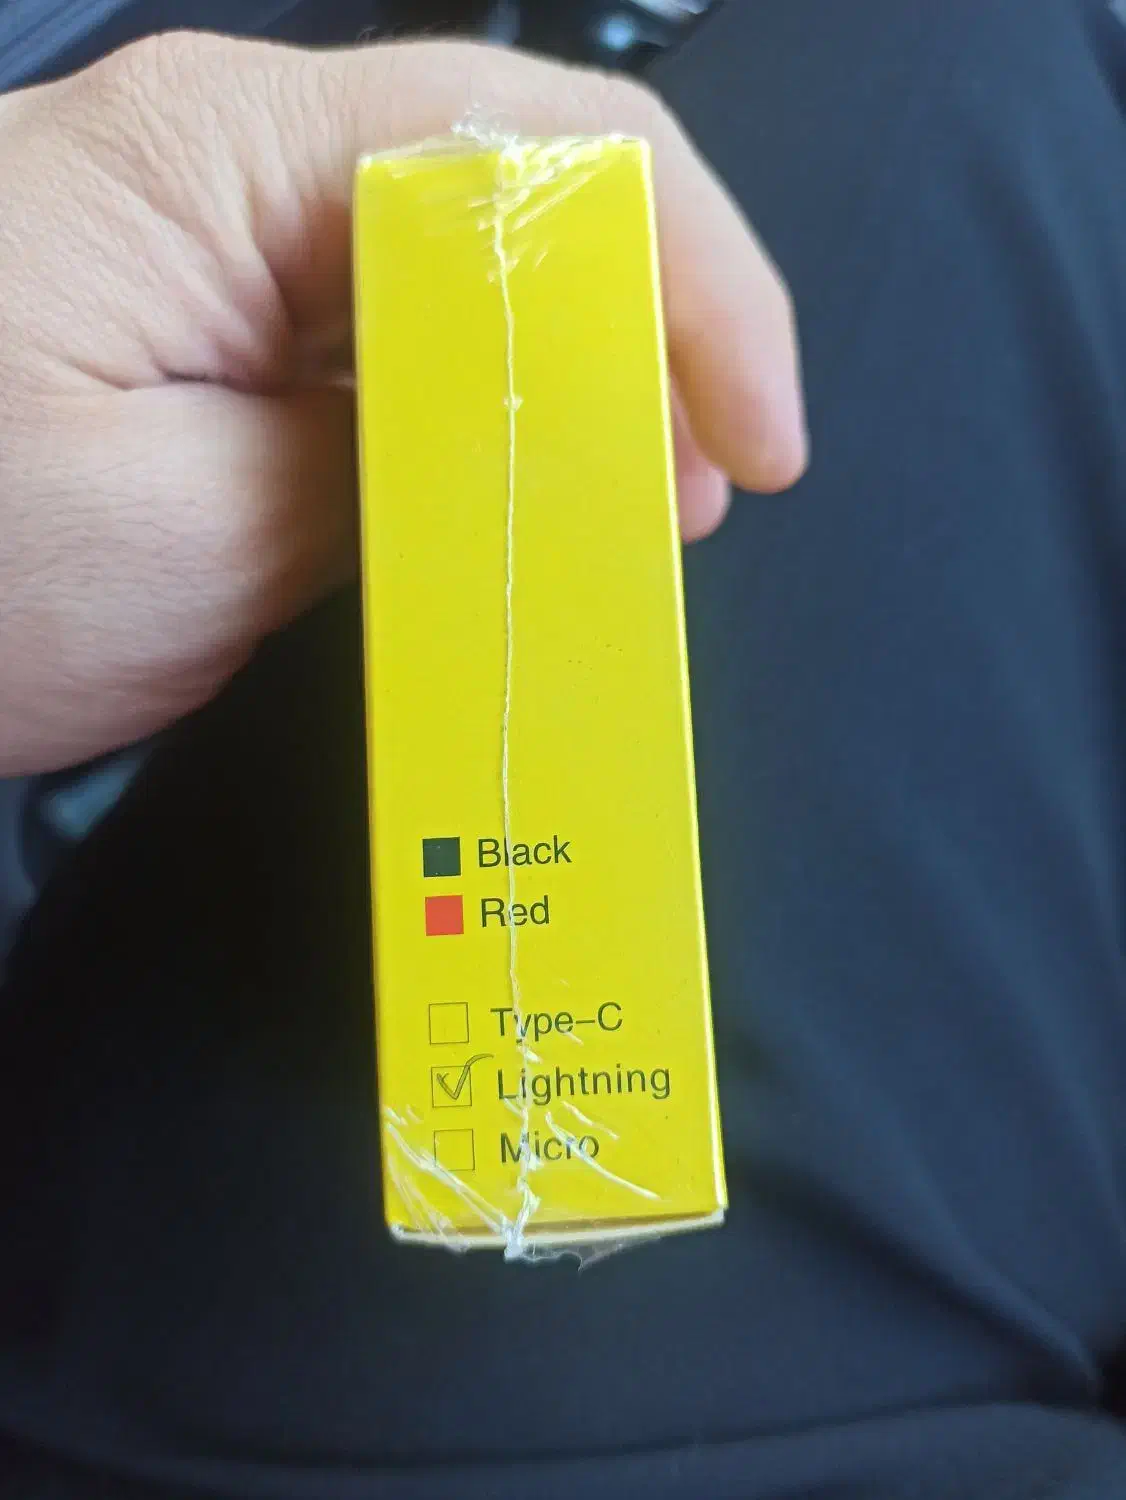 Black
Red
Type-C
Lightning
Micro